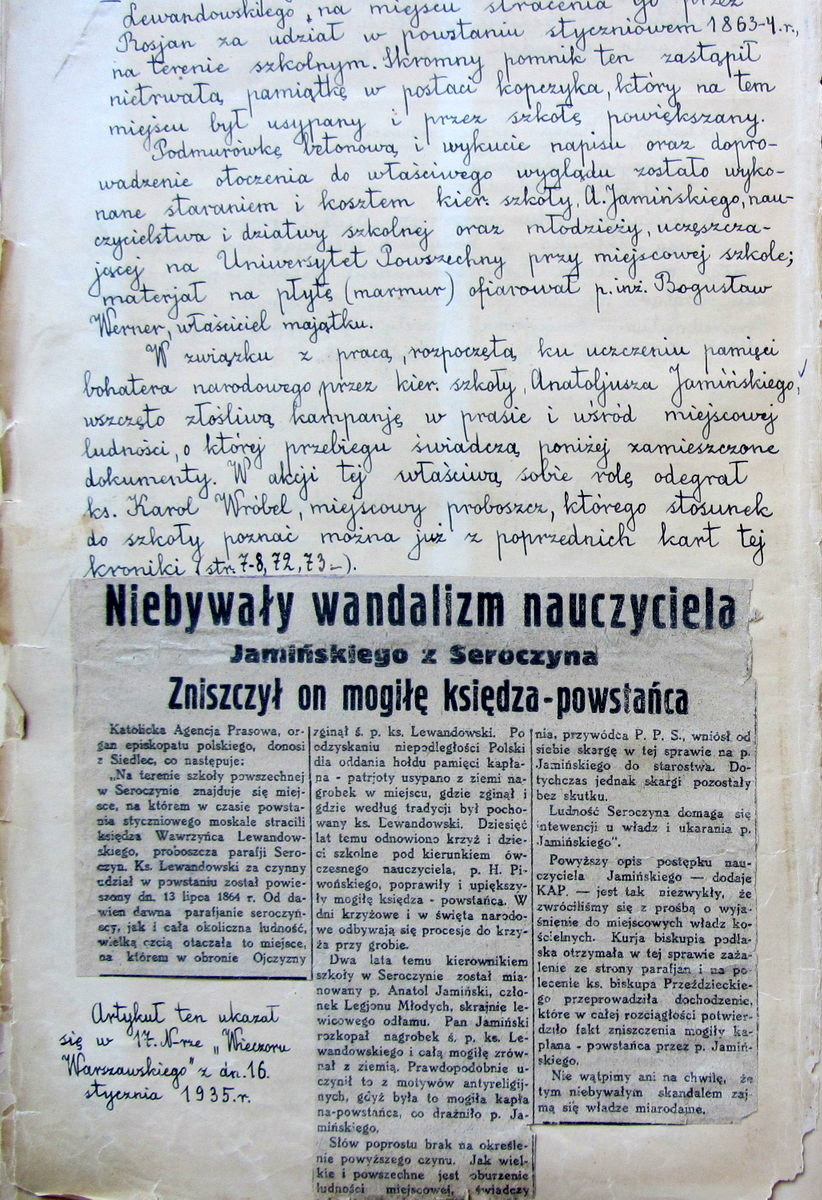 Lewandowskiego, na miejscu stracenia go przez
Rosjan za udział w powstaniu styczniowem 1863-4.r.,
na terenie szkolnym. Skromny pomnik ten zastąpił
nietrwałą pamiątkę w postaci kopczyka, który na tem
miejscu był usypany i przez szkołę powiększany.
Podmurówkę betonową i wykucie napisu oraz dopro-
wadzenie otoczenia do właściwego wyglądu zostało wyko-
nane staraniem i kosztem kier. szkoły, A. Jamińskiego, nau-
czycielstwa i dziatwy szkolnej oraz młodzieży, uczęszcza-
jącej na Uniwersytet Powszechny przy miejscowej szkole;
materjał na płytę (marmur) ofiarował p. inż. Bogusław
Werner, właściciel majątku.
W związku z pracą, rozpoczętą ku uczczeniu pamięci
bohatera narodowego przez kier. szkoły, Anatoljusza Jamińskiego,
wszczęto złośliwą kampanję w prasie i wśród miejscowej
ludności, o której przebiegu świadczą poniżej zamieszczone
dokumenty. W akcji tej właściwą sobie rolę odegrał
ks. Karol Wróbel, miejscowy proboszcz, którego stosunek
do szkoły poznać można już z poprzednich kart tej
kroniki (str. 7-8, 72, 73-).
Niebywały wandalizm nauczyciela
Jamińskiego z Seroczyna
Zniszczył on mogiłę księdza-powstańca
Katolicka Agencja Prasowa, or-
gan episkopatu polskiego, donosi
z Siedlec, co następuje:
„Na terenie szkoły powszechnej
w Seroczynie znajduje się miej-
sce, na którem w czasie powsta-
nia styczniowego moskale stracili
księdza Wawrzyńca Lewandow-
skiego, proboszcza parafji Sero-
czyn. Ks. Lewandowski za czynny
udział w powstaniu został powie-
szony dn. 13 lipca 1864 r. Od da-
wien dawna parafjanie seroczyń-
scy, jak i cała okoliczna ludność,
wielką czcią otaczała to miejsce,
na którem w obronie Ojczyzny
zginął ś. p. ks. Lewandowski. Po
odzyskaniu niepodległości Polski
dla oddania hołdu pamięci kapła-
na - patrjoty usypano z ziemi na-
grobek w miejscu, gdzie zginął i
gdzie według tradycji był pocho-
wany ks. Lewandowski. Dziesięć
lat temu odnowiono krzyż i dzie-
ci szkolne pod kierunkiem ów-
czesnego nauczyciela, p. H. Pi-
wońskiego, poprawiły i upiększy-
ły mogiłę księdza - powstańca. W
dni krzyżowe i w święta narodo-
we odbywają się procesje do krzy-
ża przy grobie.
Dwa lata temu kierownikiem
szkoły w Seroczynie został mia-
nowany p. Anatol Jamiński, czło-
nek Legjonu Młodych, skrajnie le-
wicowego odłamu. Pan Jamiński
rozkopał nagrobek ś. p. ks. Le-
wandowskiego i całą mogiłę zrów-
nał z ziemią. Prawdopodobnie u-
czynił to z motywów antyreligij-
nych, gdyż była to mogiła kapła
na-powstańca, co drażniło p. Ja-
mińskiego.
Słów poprostu brak na określe-
nie powyższego czynu. Jak wiel-
kie i powszechne jest oburzenie
ludności miejscowej, świadczy
nia, przywódca P. P. S., wniósł od
siebie skargę w tej sprawie na p.
Jamińskiego do starostwa. Do-
tychczas jednak skargi pozostały
bez skutku.
Ludność Seroczyna domaga się
intewencji u władz i ukarania p.
Jamińskiego".
Powyższy opis postępku nau-
czyciela Jamińskiego — dodaje
KAP. — jest tak niezwykły, że
zwróciliśmy się z prośbą o wyja-
śnienie do miejscowych władz ko-
ścielnych. Kurja biskupia podla-
ska otrzymała w tej sprawie zaża-
lenie ze strony parafjan i na po-
lecenie ks. biskupa Przeździeckie-
go przeprowadziła dochodzenie,
które w całej rozciągłości potwier-
dziło fakt zniszczenia mogiły ka-
płana - powstańca przez p. Jamiń-
skiego.
Nie wątpimy ani na chwilę, że
tym niebywałym skandalem zaj-
mą się władze miarodajne.
Artykuł ten ukazał
się w 17. N-rze „Wieczoru
Warszawskiego" z dn. 16.
stycznia 1935.r.